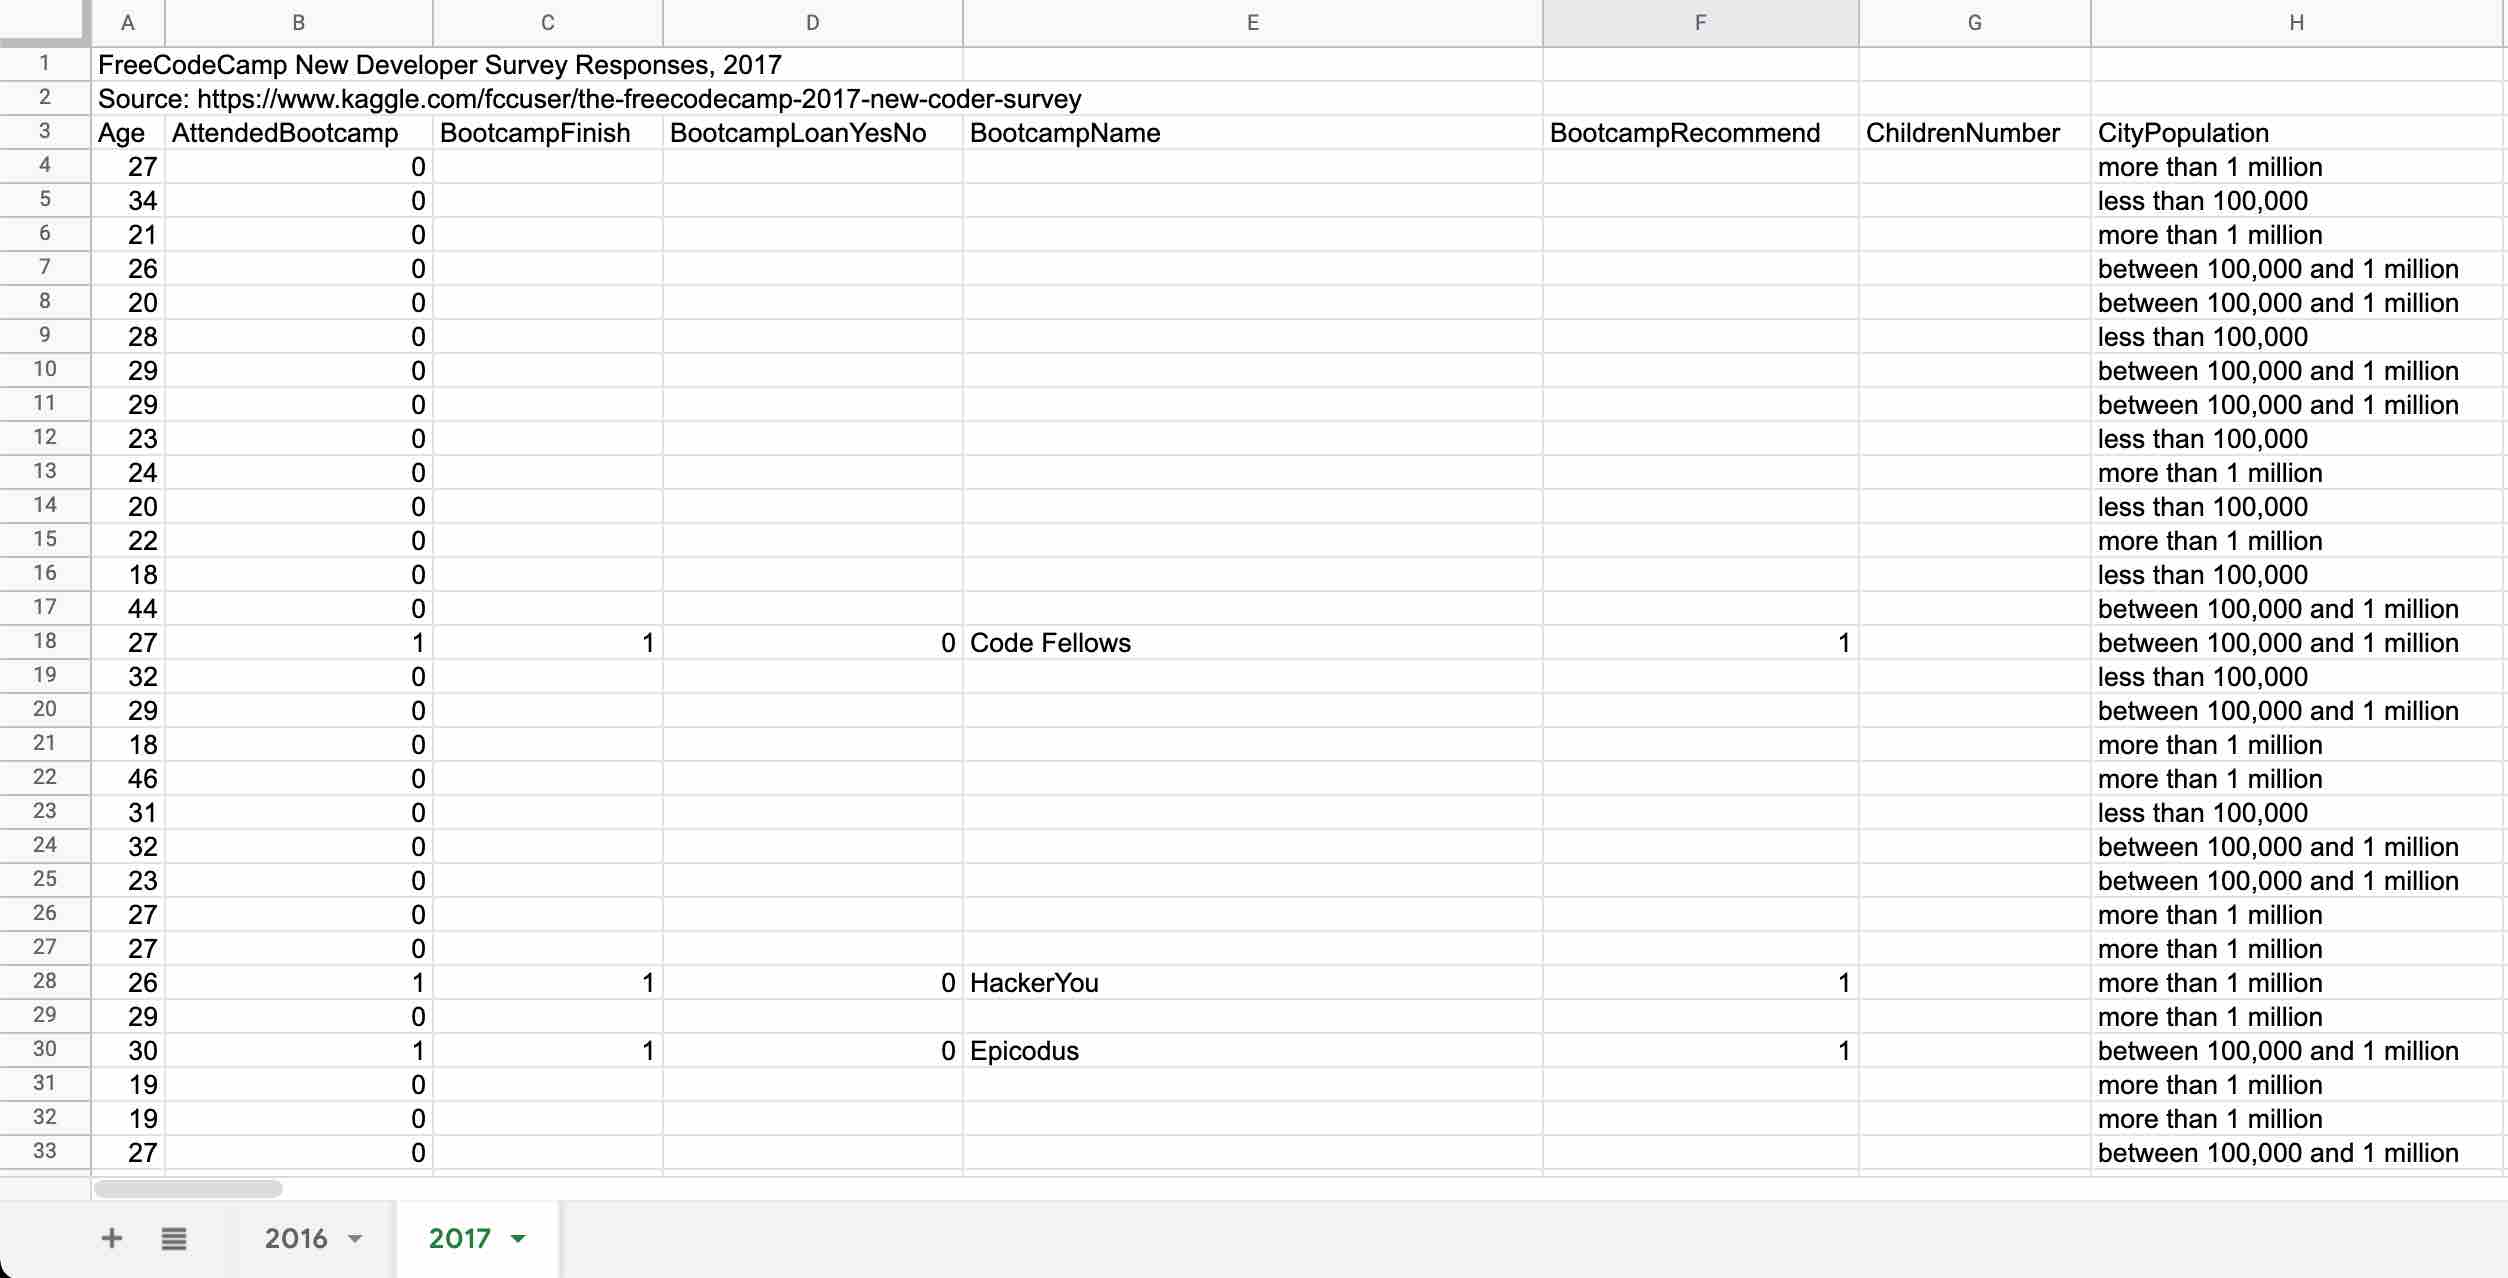 A B C D E F G H
1 FreeCodeCamp New Developer Survey Responses, 2017
2 Source: https://www.kaggle.com/fccuser/the-freecodecamp-2017-new-coder-survey
3 Age AttendedBootcamp BootcampFinish BootcampLoanYesNo BootcampName BootcampRecommend ChildrenNumber CityPopulation
4 27 0 more than 1 million
5 34 0 less than 100,000
6 21 0 more than 1 million
7 26 0 between 100,000 and 1 million
8 20 0 between 100,000 and 1 million
9 28 0 less than 100,000
10 29 0 between 100,000 and 1 million
11 29 0 between 100,000 and 1 million
12 23 0 less than 100,000
13 24 0 more than 1 million
14 20 0 less than 100,000
15 22 0 more than 1 million
16 18 0 less than 100,000
17 44 0 between 100,000 and 1 million
18 27 1 1 0 Code Fellows 1 between 100,000 and 1 million
19 32 0 less than 100,000
20 29 0 between 100,000 and 1 million
21 18 0 more than 1 million
22 46 0 more than 1 million
23 31 0 less than 100,000
24 32 0 between 100,000 and 1 million
25 23 0 between 100,000 and 1 million
26 27 0 more than 1 million
27 27 0 more than 1 million
28 26 1 1 0 HackerYou 1 more than 1 million
29 29 0 more than 1 million
30 30 1 1 0 Epicodus 1 between 100,000 and 1 million
31 19 0 more than 1 million
32 19 0 more than 1 million
33 27 0 between 100,000 and 1 million
2016 2017